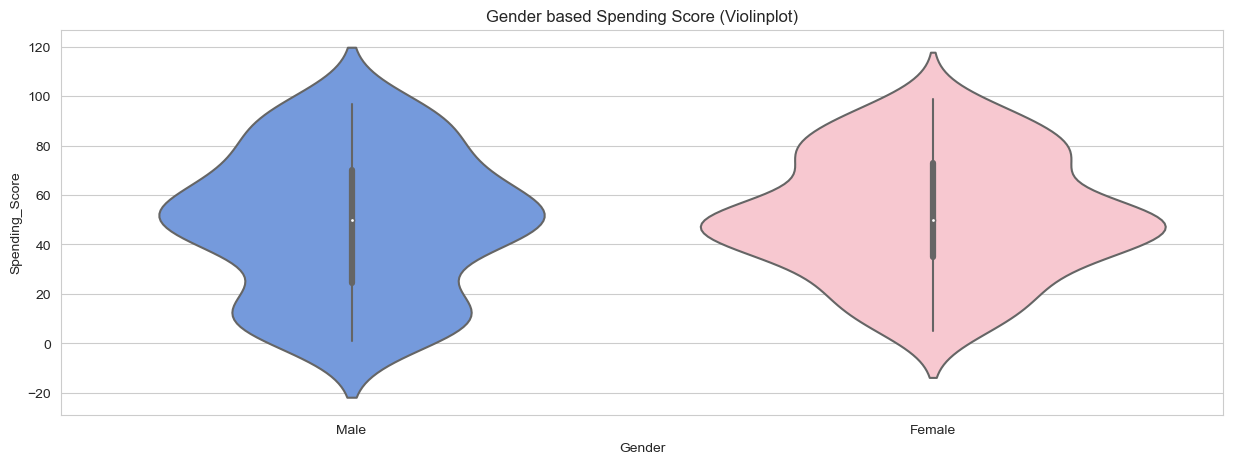 Gender based Spending Score (Violinplot)
120
100
80
60
40
20
0
−20
Spending_Score
Male
Female
Gender